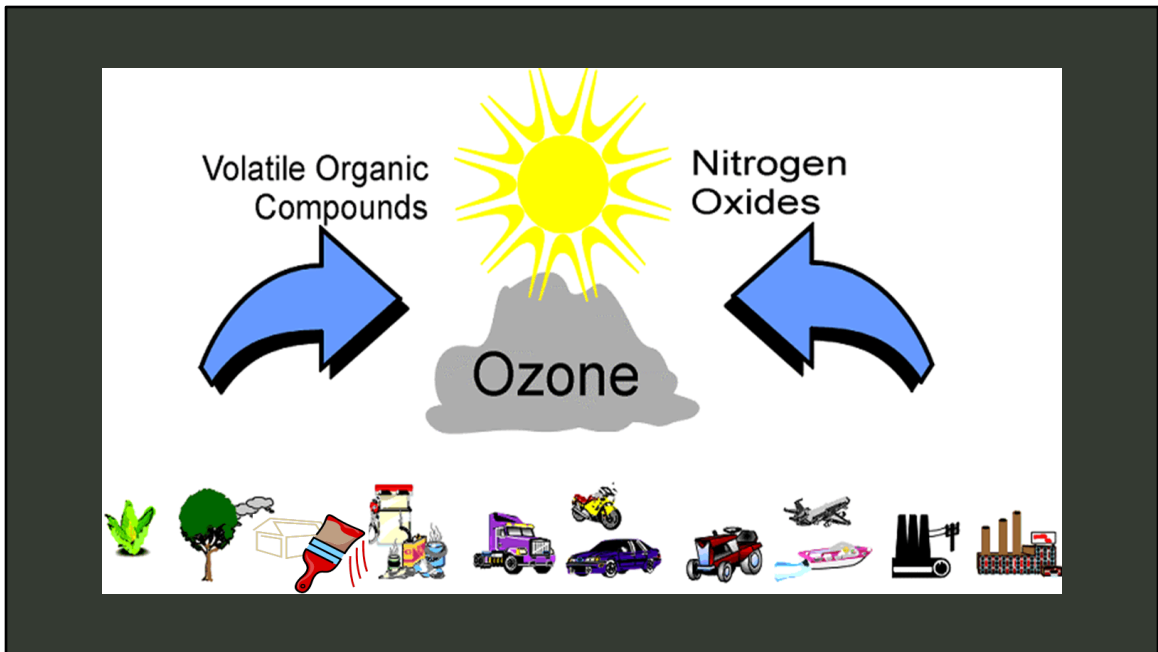 Volatile Organic
Compounds
Nitrogen
Oxides
Ozone